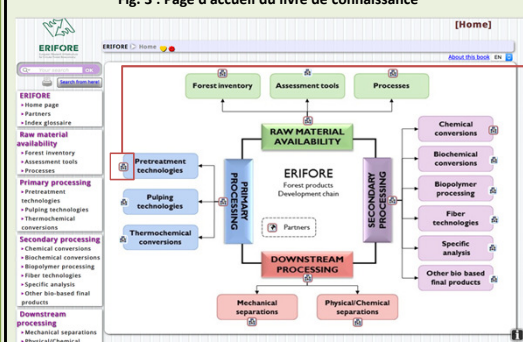 Fig. 3 : Page d'accueil du livre de connaissance
[Home]
ERIFORE
ERIFORE Home
About this book EN
OK
Search from here!
ERIFORE
Home page
Partners
Index glossaire
Raw material
availability
Forest inventory
Assessment tools
Processes
Primary processing
Pretreatment
technologies
Pulping technologies
Thermochemical
conversions
Secondary processing
Chemical conversions
Biochemical conversions
Biopolymer processing
Fiber technologies
Specific analysis
Other bio-based final
products
Downstream
processing
Mechanical separations
Physical/Chemical
Forest inventory
Assessment tools
Processes
RAW MATERIAL
AVAILABILITY
Pretreatment
technologies
Pulping
technologies
Thermochemical
conversions
PRIMARY
PROCESSING
ERIFORE
Forest products
Development chain
Partners
SECONDARY
PROCESSING
Chemical
conversions
Biochemical
conversions
Biopolymer
processing
Fiber
technologies
Specific
analysis
Other bio based
final products
DOWNSTREAM
PROCESSING
Mechanical
separations
Physical/Chemical
separations